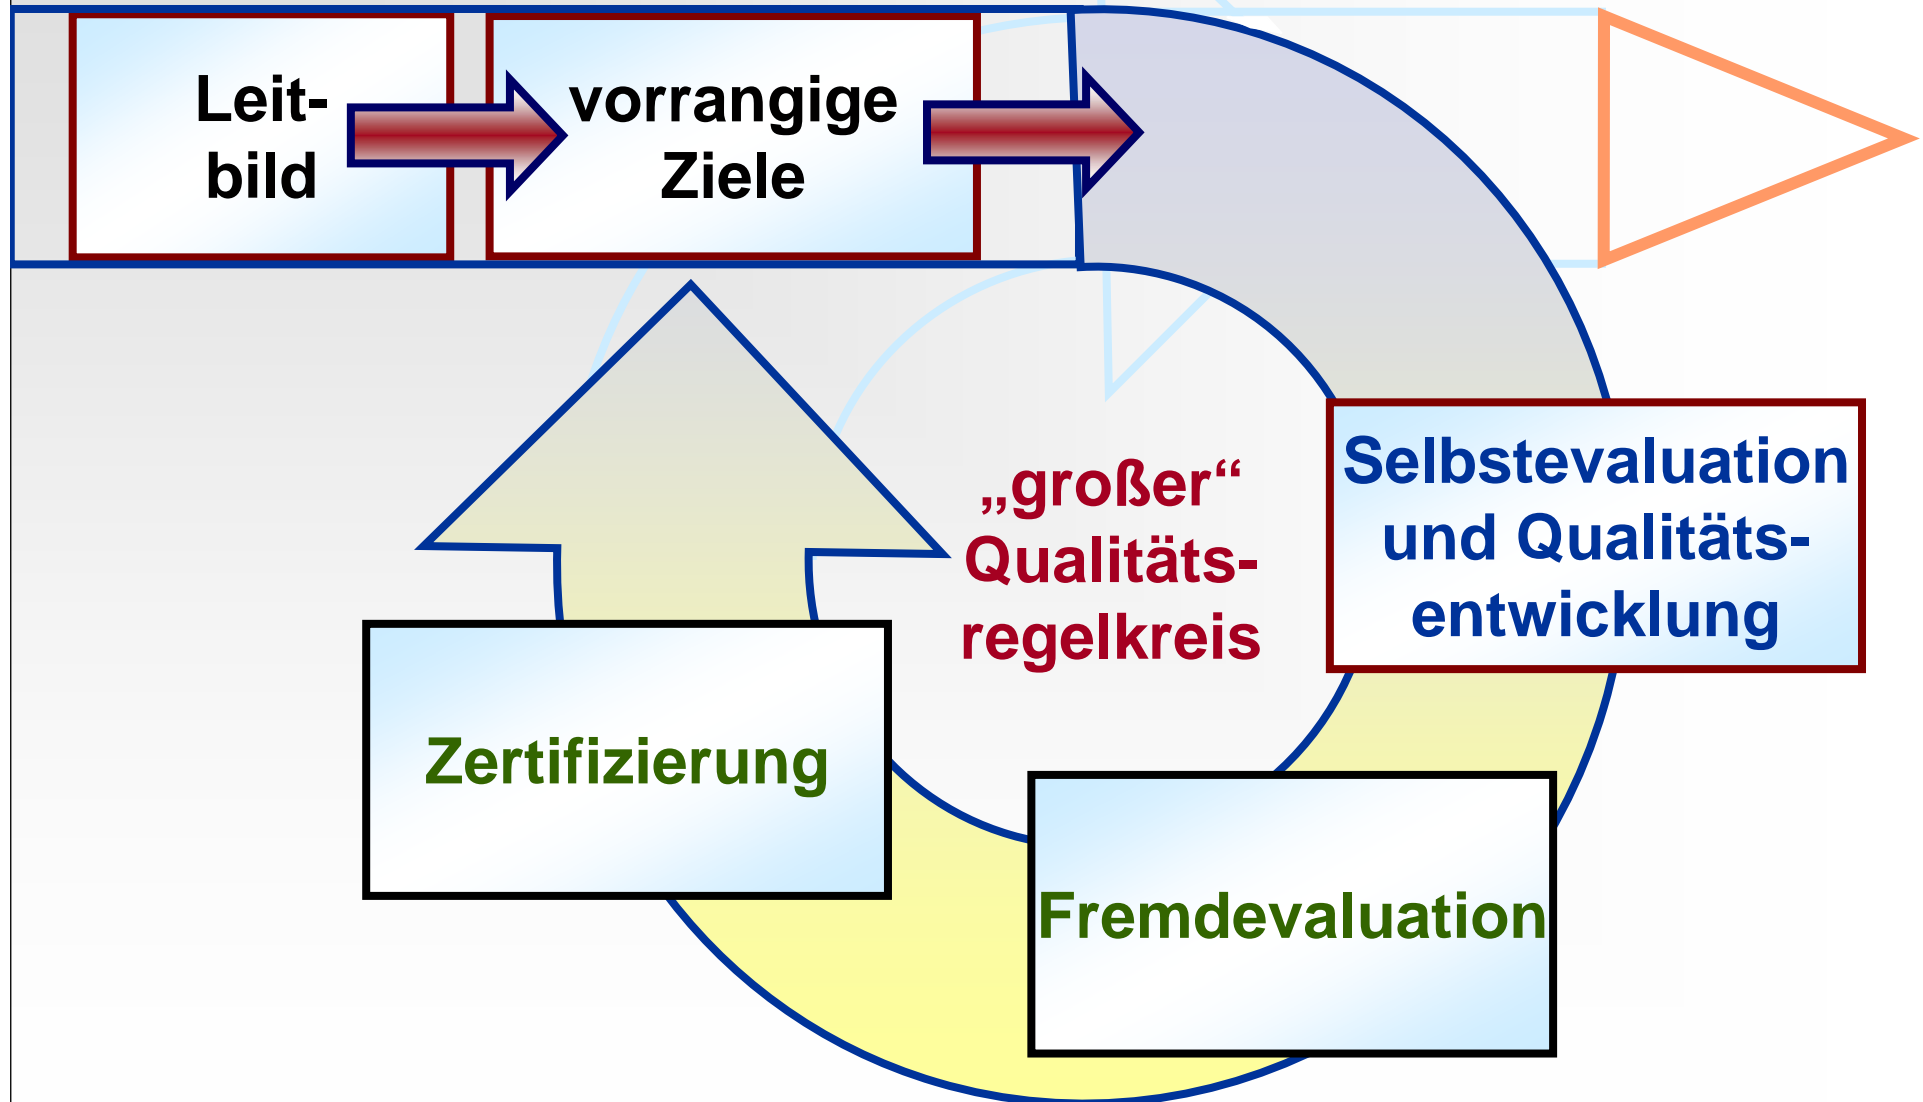 Leit-
bild
vorrangige
Ziele
„großer“
Qualitäts-
regelkreis
Selbstevaluation
und Qualitäts-
entwicklung
Zertifizierung
Fremdevaluation